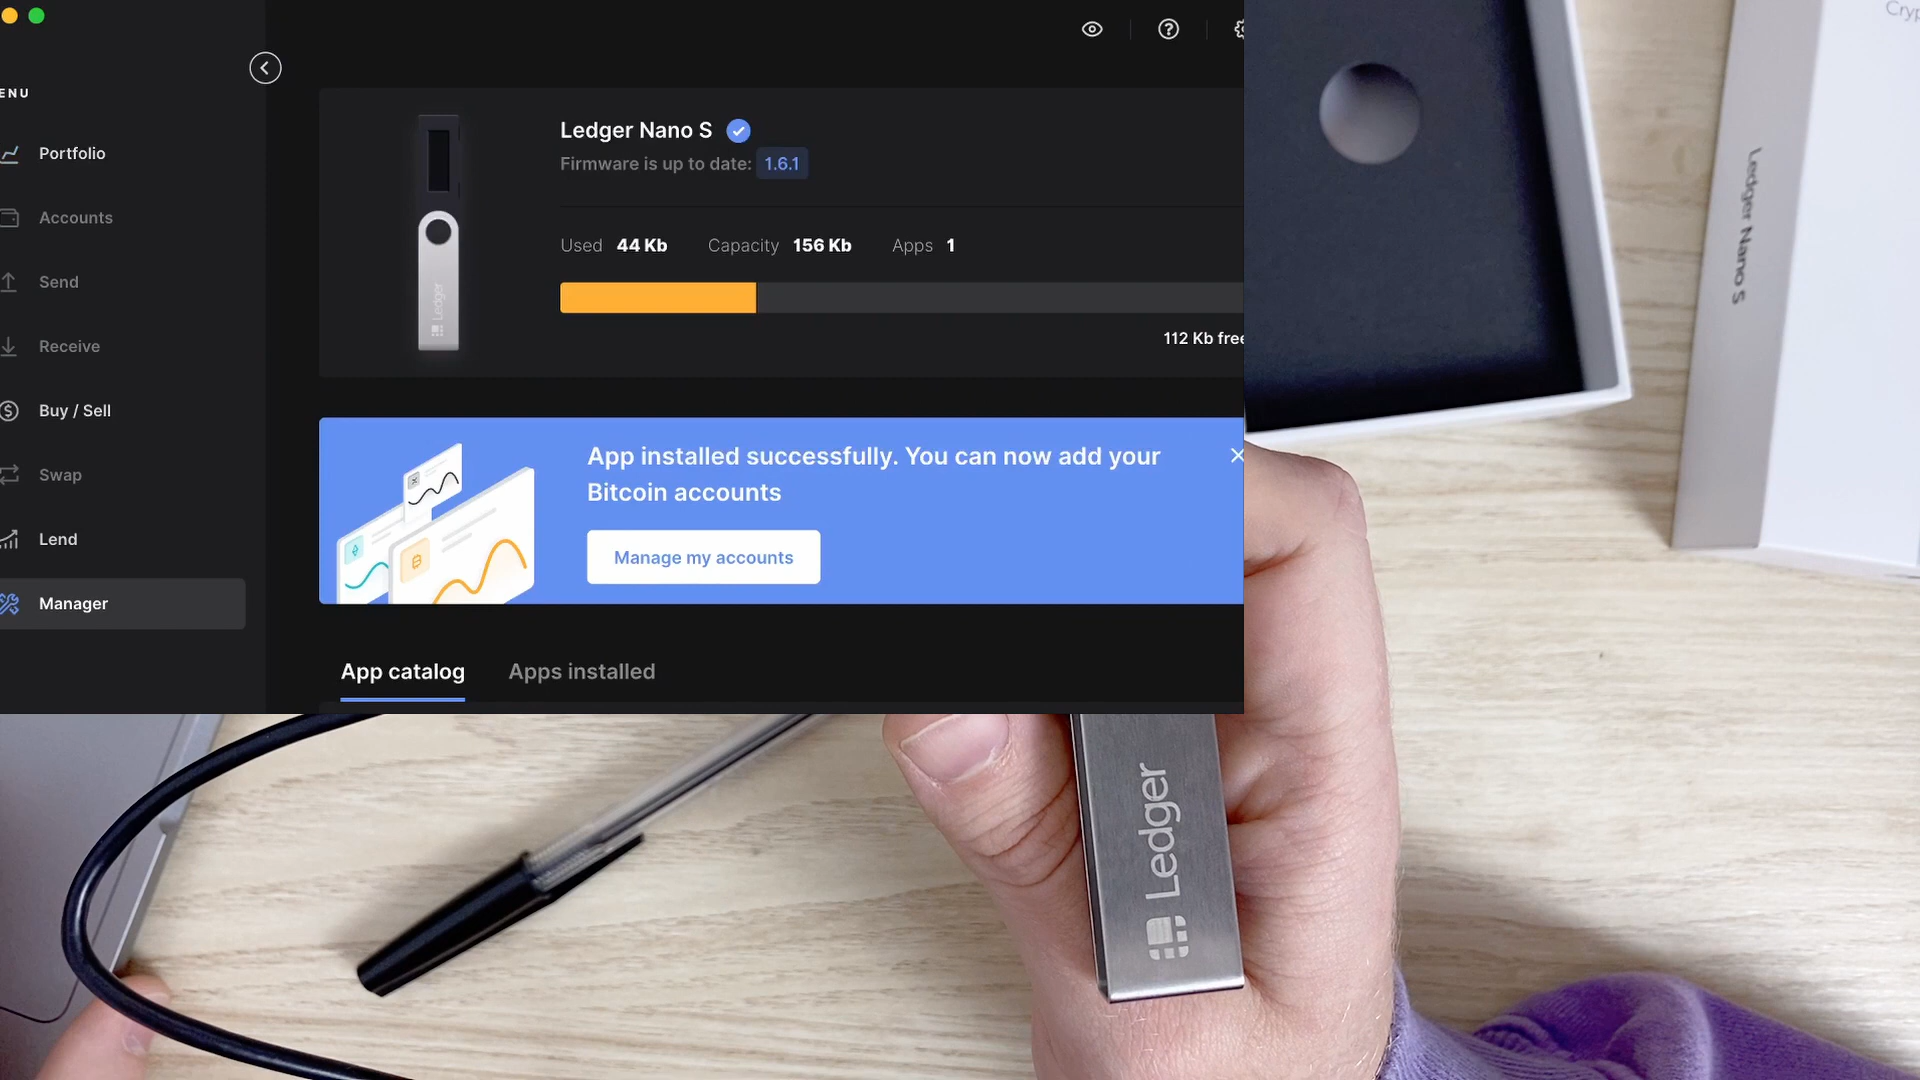 ENU
Portfolio
Accounts
Send
Receive
Buy / Sell
Swap
Lend
Manager
Ledger Nano S
Firmware is up to date: 1.6.1
Used 44 Kb Capacity 156 Kb Apps 1
112 Kb free
App installed successfully. You can now add your
Bitcoin accounts
Manage my accounts
App catalog Apps installed
Ledger
Ledger Nano S
Cryp
Ledger